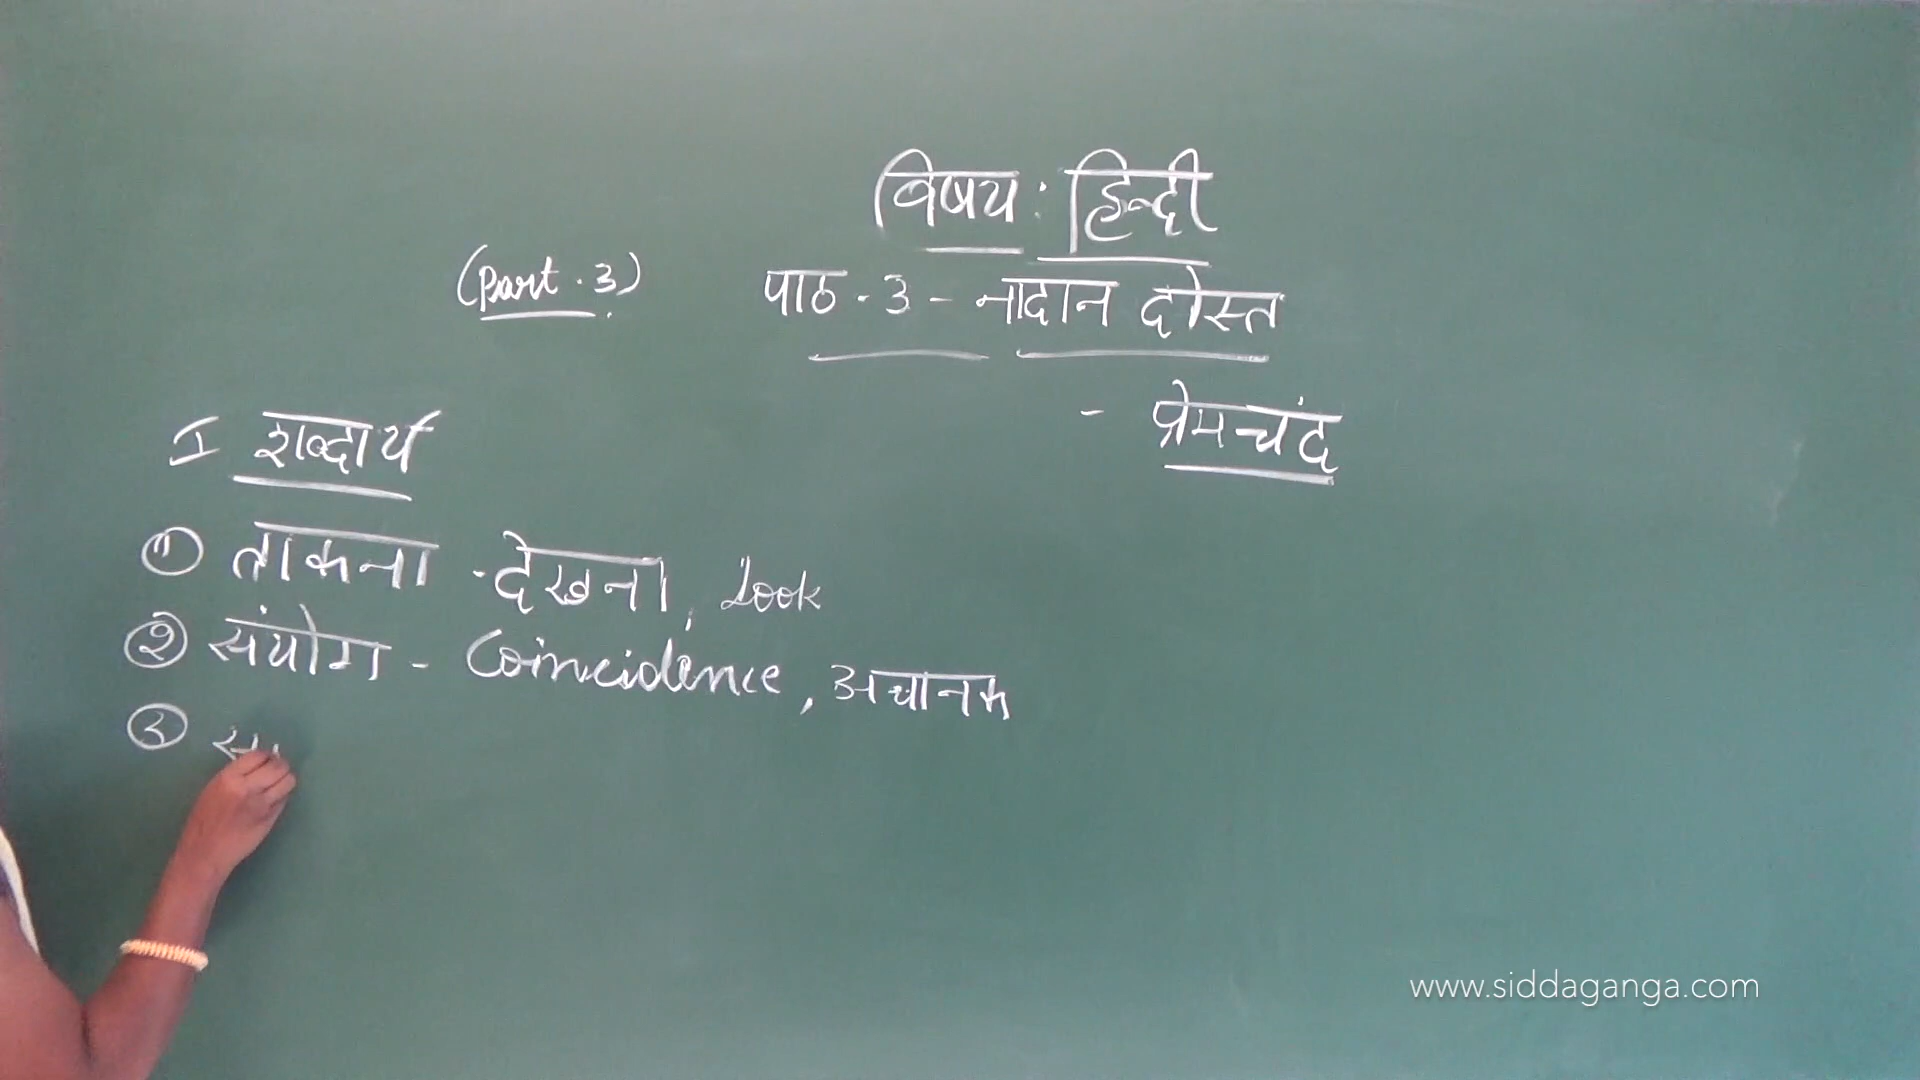 विषय : हिन्दी
(Part . 3) पाठ - 3 - नादान दोस्त
- प्रेमचंद
I शब्दार्थ
① ताकना - देखना, Look
② संयोग - Coincidence, अचानक
③
www.siddaganga.com